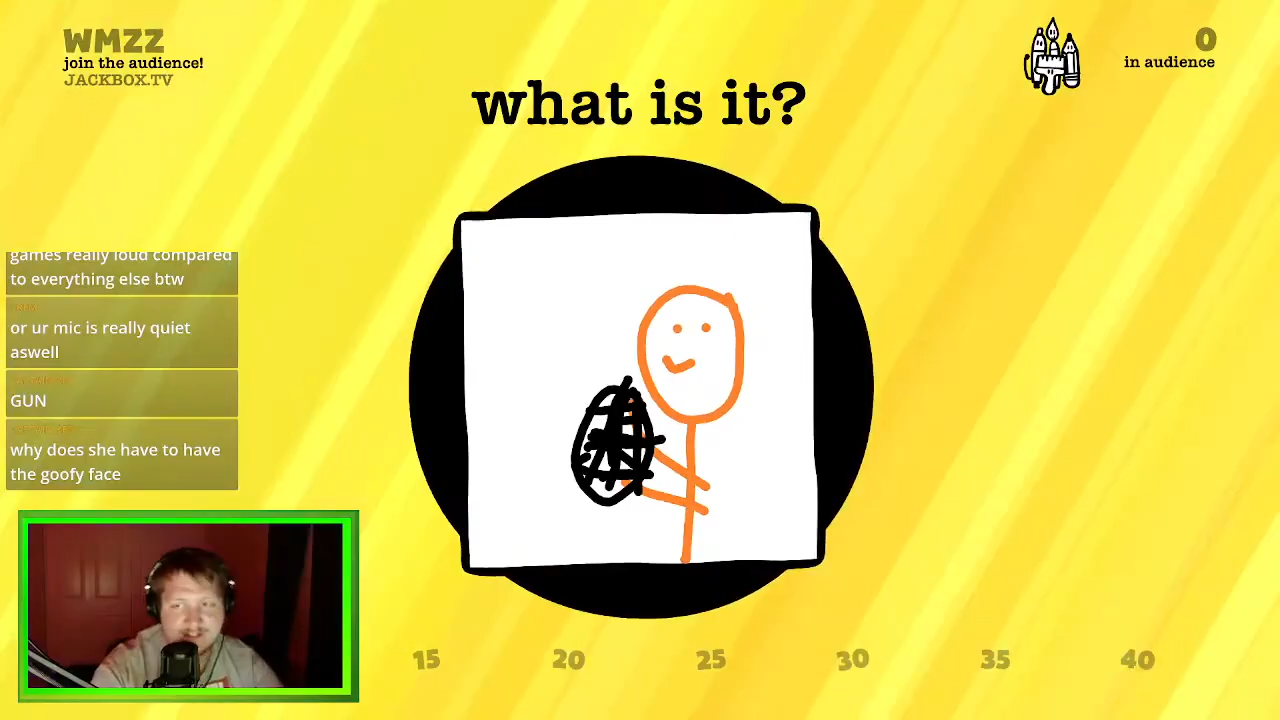 WMZZ
join the audience!
JACKBOX.TV
0
in audience
what is it?
games really loud compared
to everything else btw
or ur mic is really quiet
aswell
GUN
why does she have to have
the goofy face
15 20 25 30 35 40